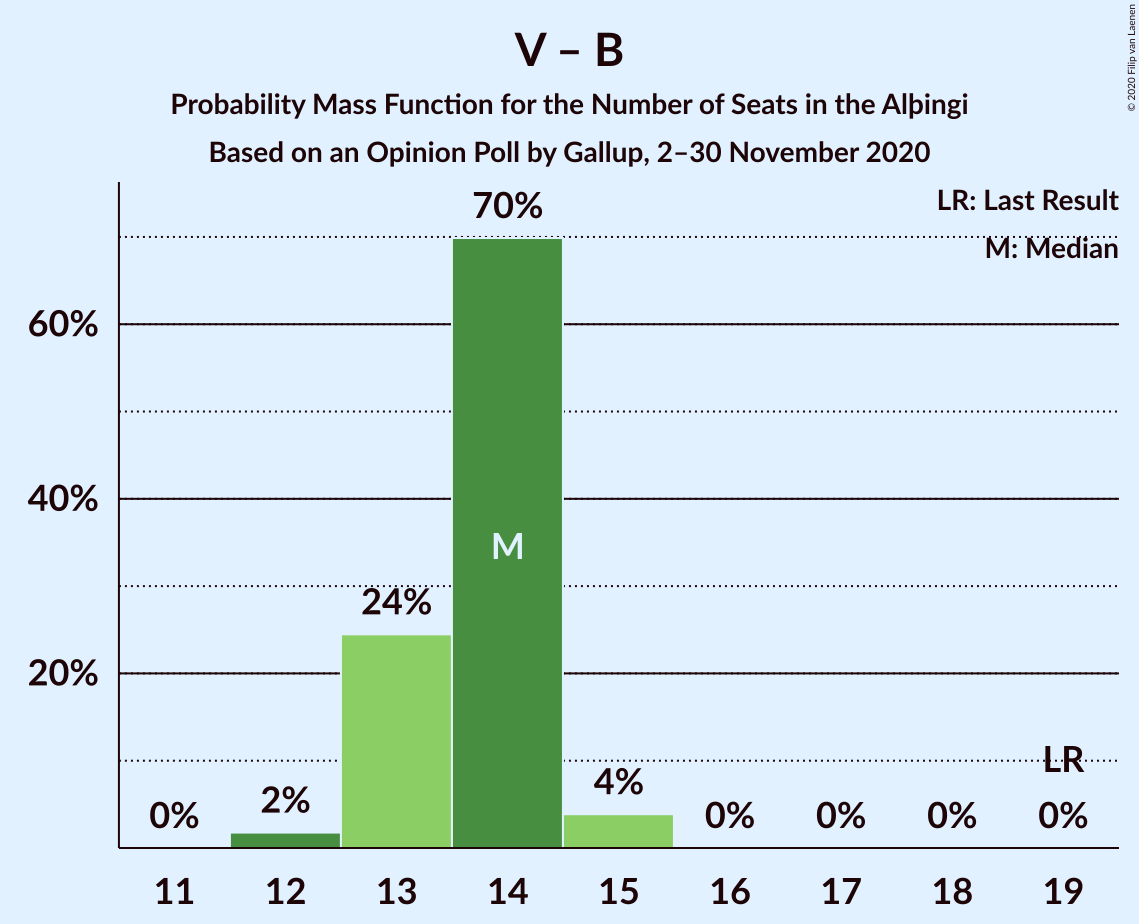 V – B
Probability Mass Function for the Number of Seats in the Alþingi
Based on an Opinion Poll by Gallup, 2–30 November 2020
© 2020 Filip van Laenen
LR: Last Result
M: Median
70%
60%
40%
M
24%
20%
LR
4%
2%
0%
0%
0%
0%
0%
11 12 13 14 15 16 17 18 19